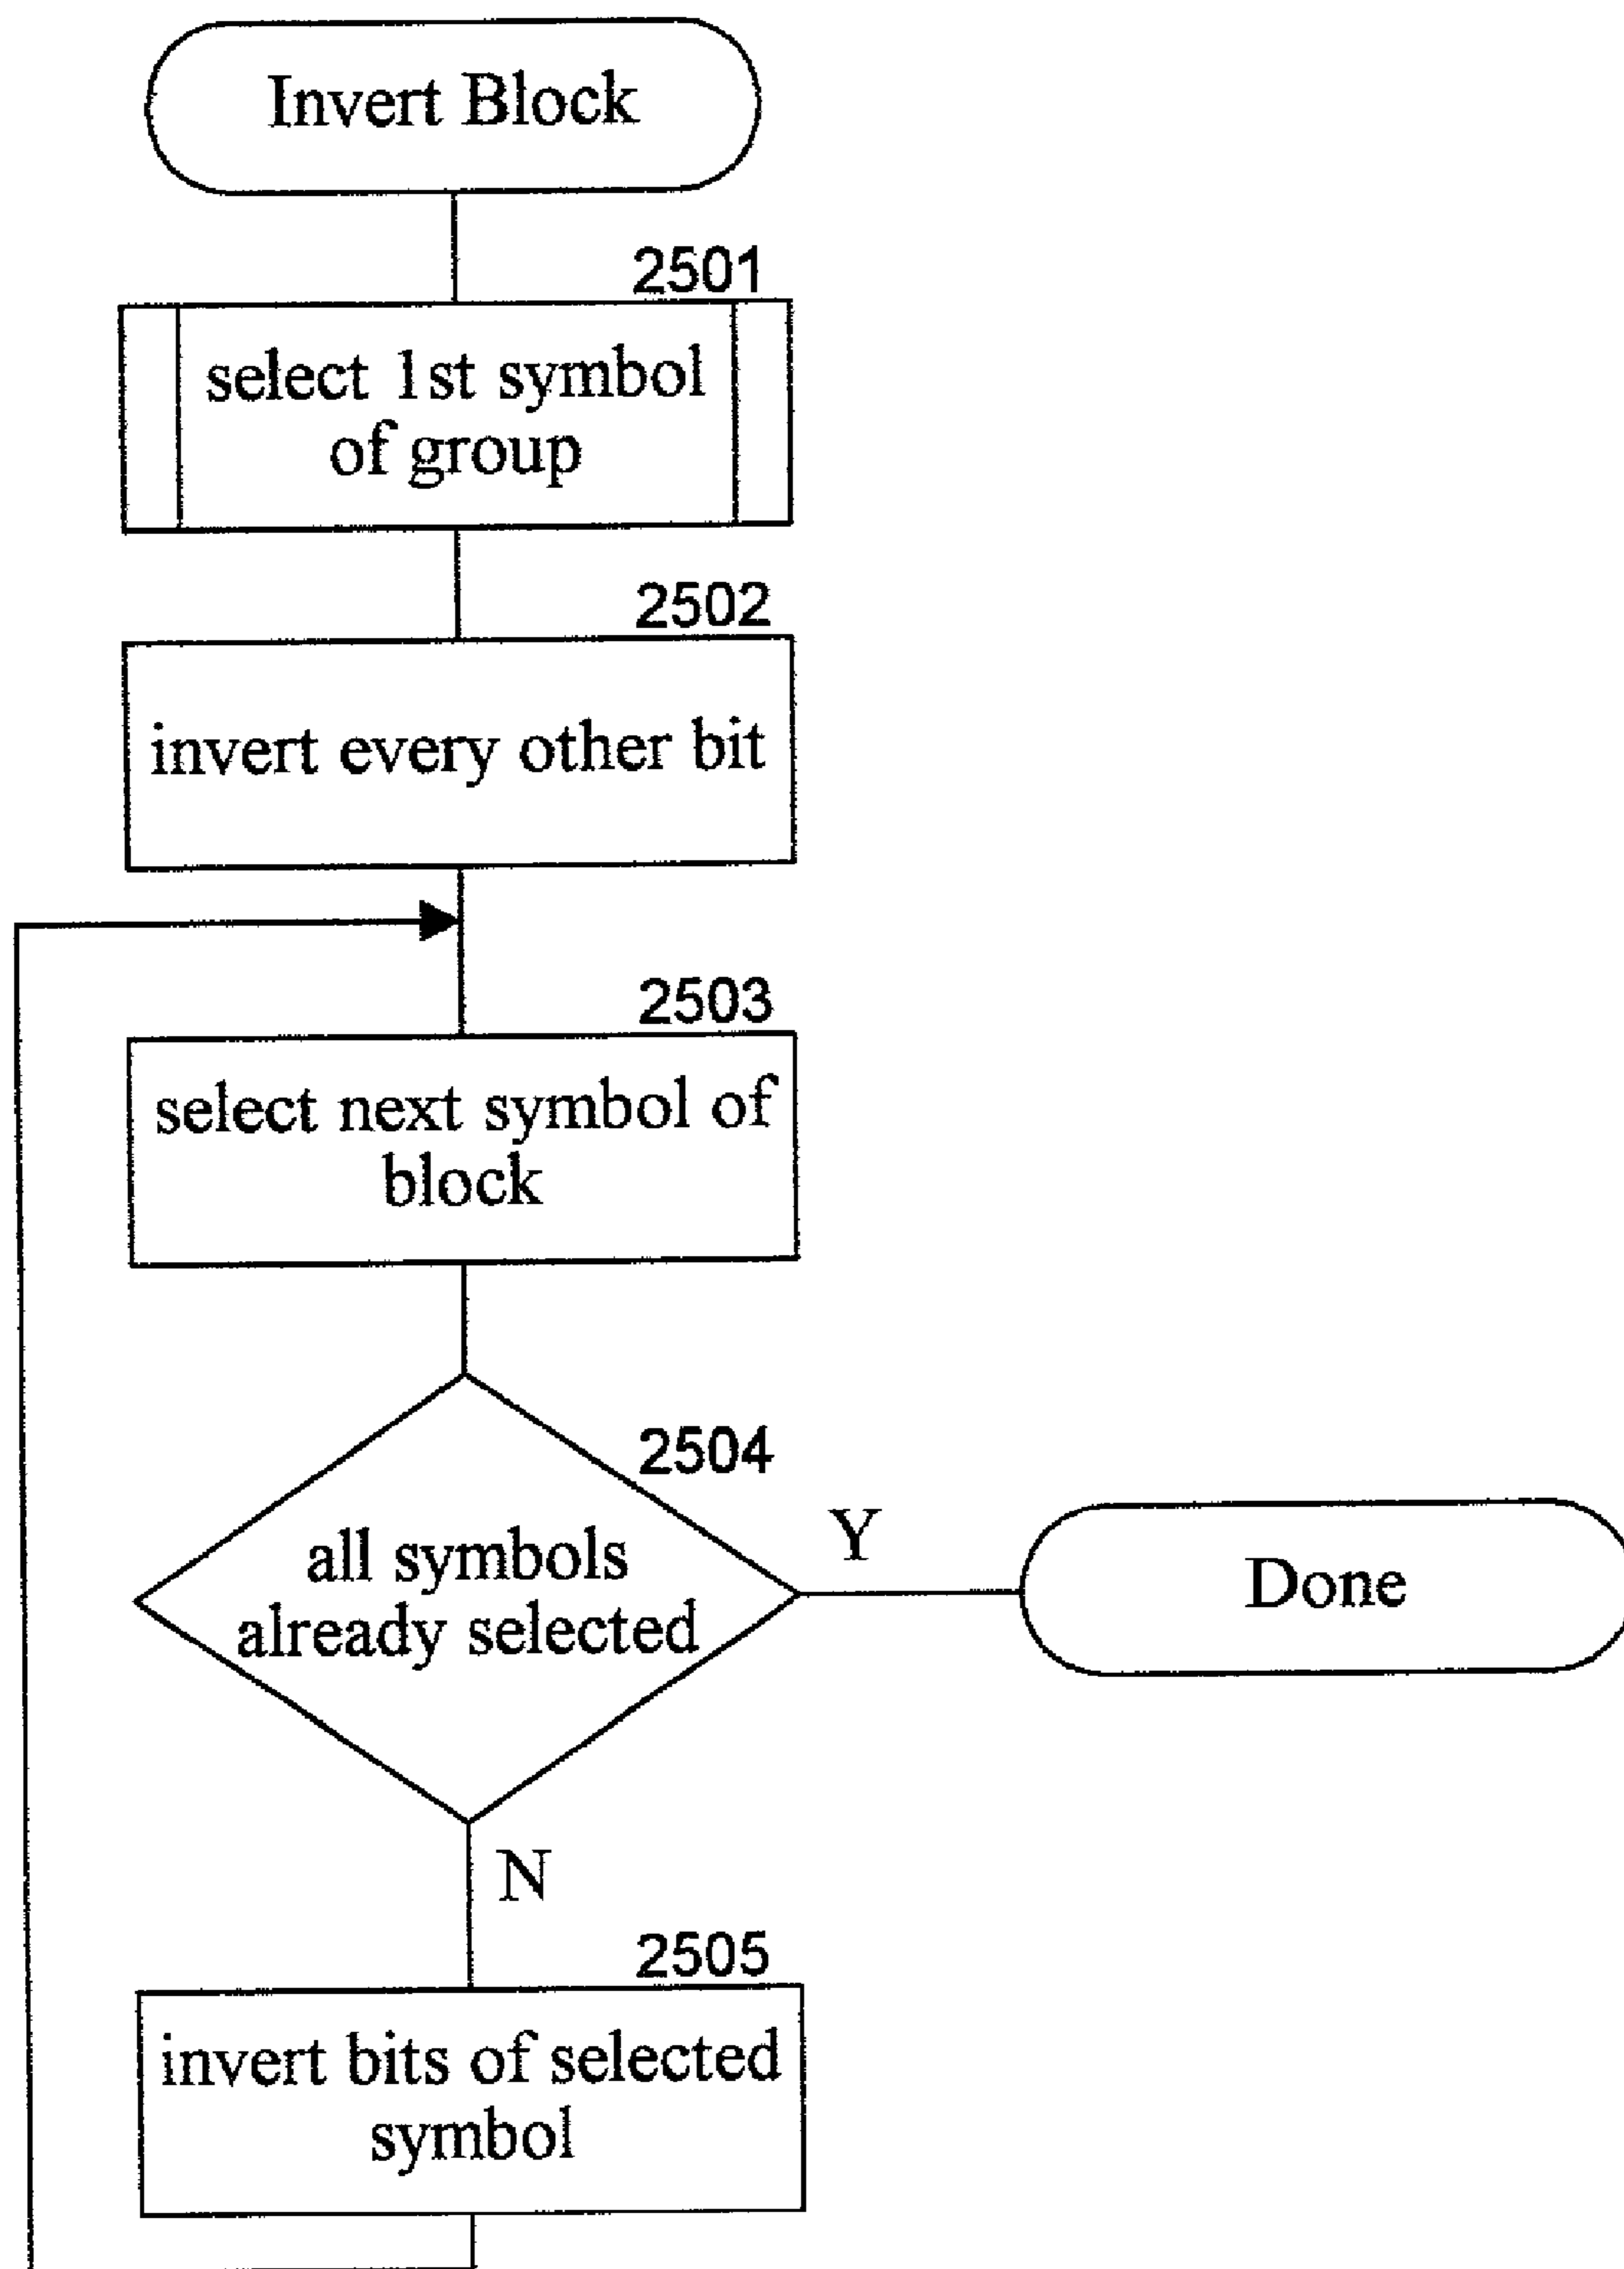 Invert Block
2501
select 1st symbol
of group
2502
invert every other bit
2503
select next symbol of
block
2504
all symbols
already selected
Y
Done
N
2505
invert bits of selected
symbol